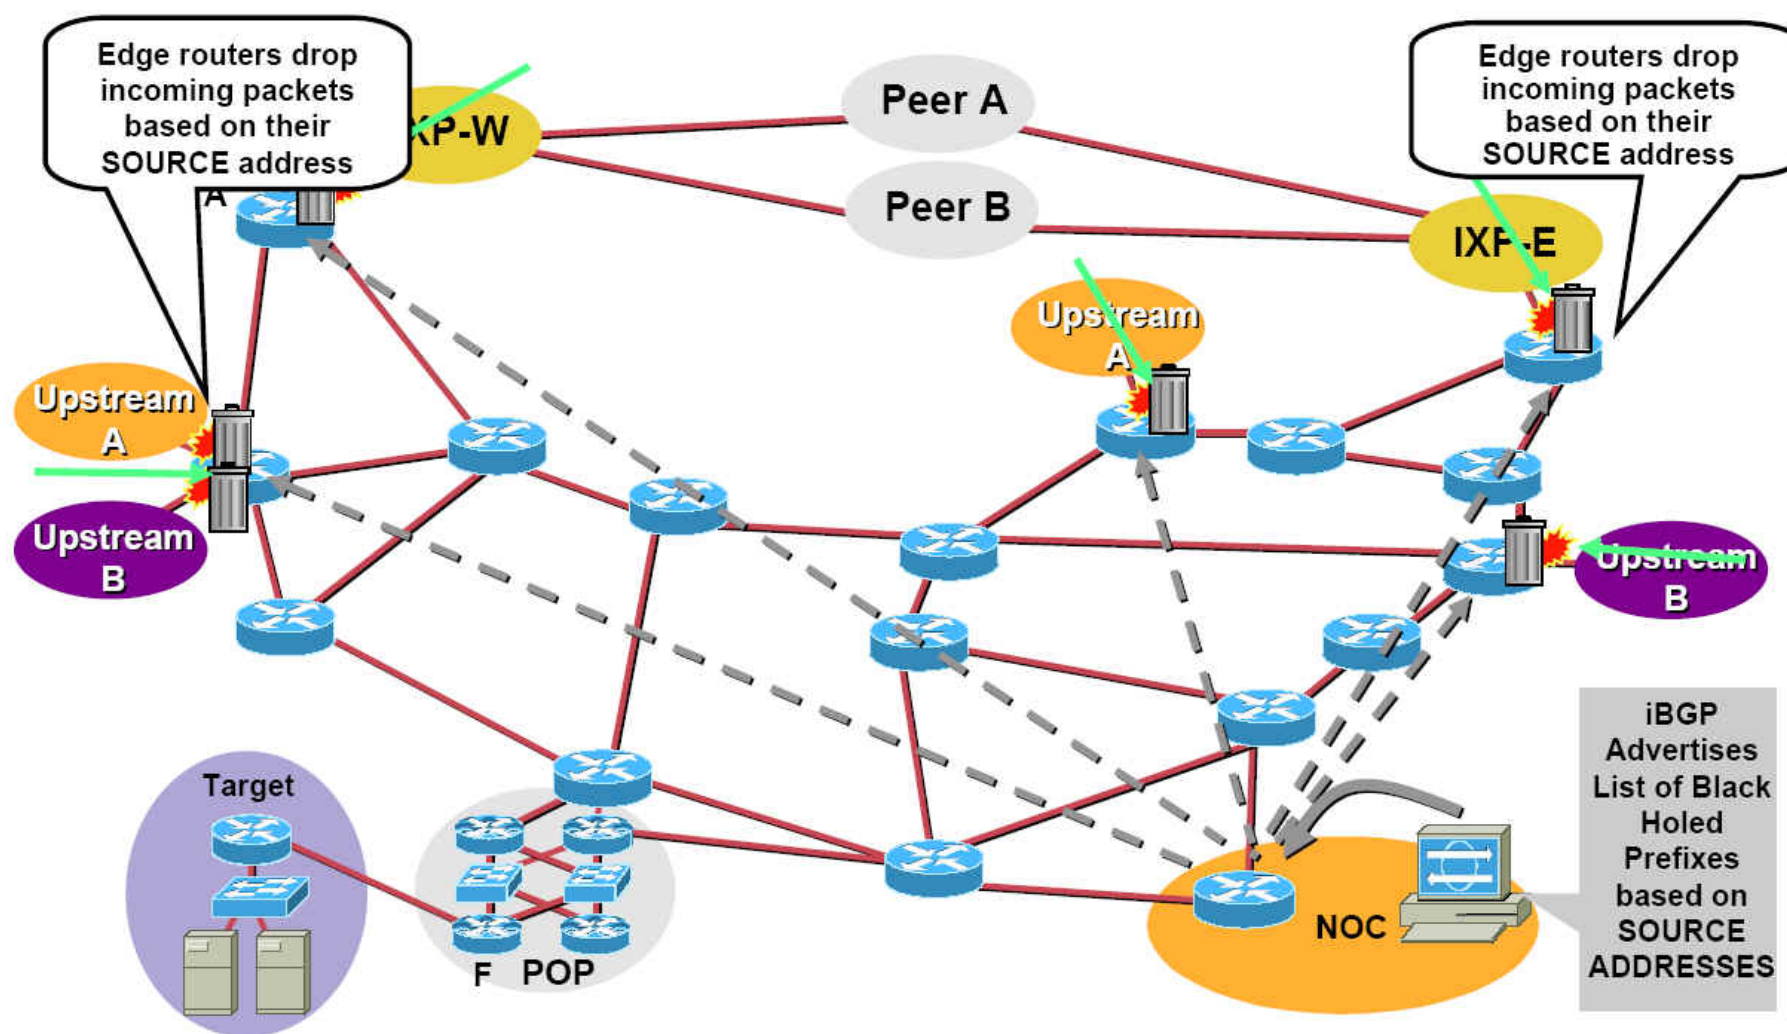 Edge routers drop
incoming packets
based on their
SOURCE address
Edge routers drop
incoming packets
based on their
SOURCE address
XP-W
Peer A
Peer B
IXP-E
A
Upstream
A
Upstream
A
Upstream
B
Upstream
B
Target
F
POP
NOC
iBGP
Advertises
List of Black
Holed
Prefixes
based on
SOURCE
ADDRESSES